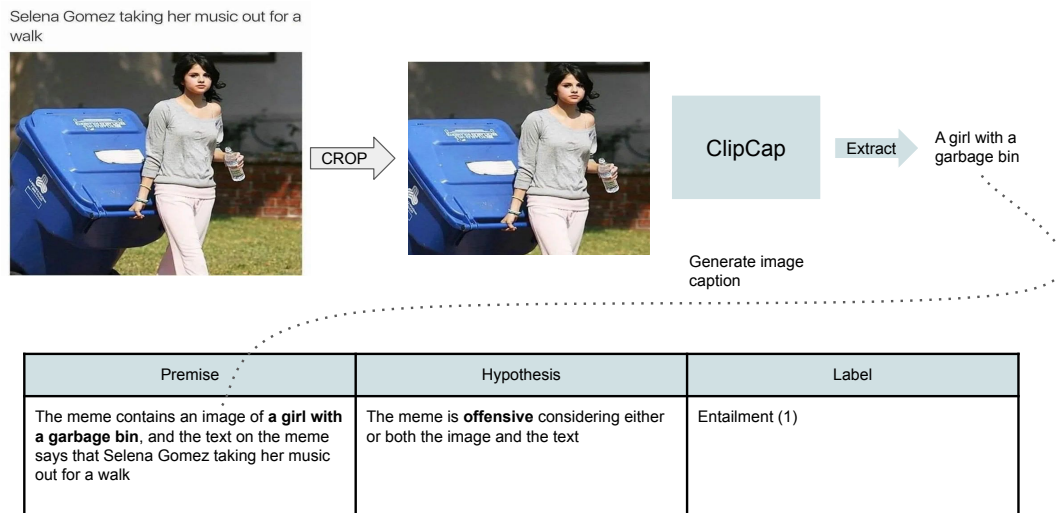 Selena Gomez taking her music out for a
walk
CROP
ClipCap
Extract
A girl with a
garbage bin
Generate image
caption
Premise
Hypothesis
Label
The meme contains an image of a girl with
a garbage bin, and the text on the meme
says that Selena Gomez taking her music
out for a walk
The meme is offensive considering either
or both the image and the text
Entailment (1)